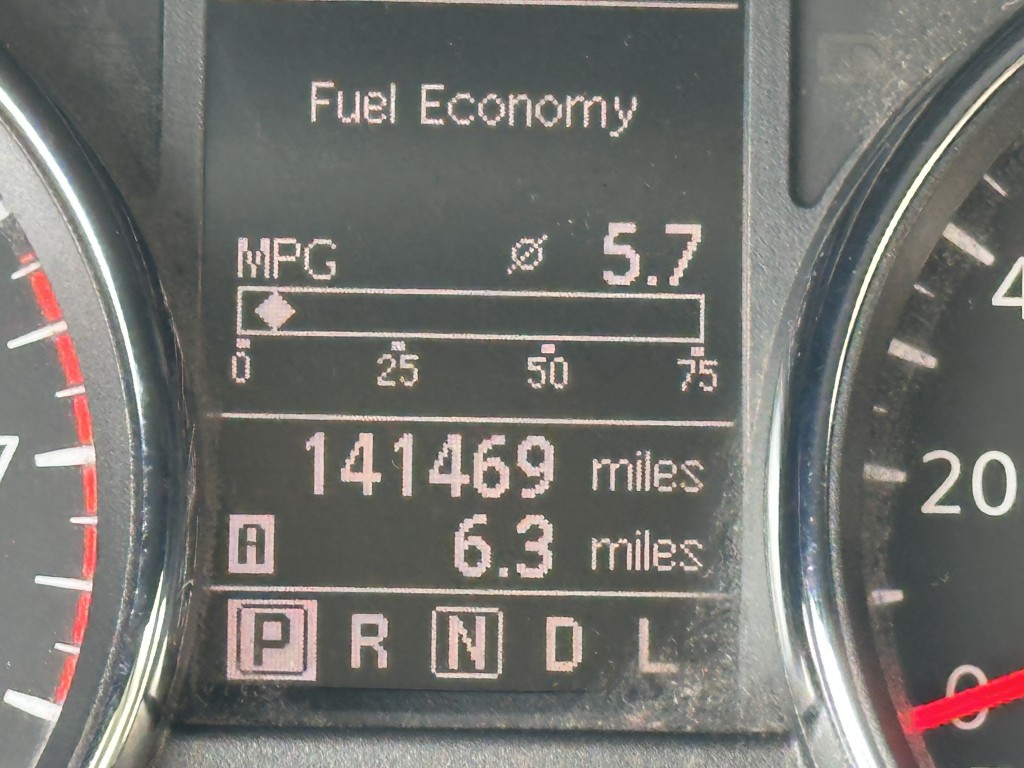 Fuel Economy
MPG ⌀ 5.7
0 25 50 75
141469 miles
A 6.3 miles
P R N D L
7
4
20
0